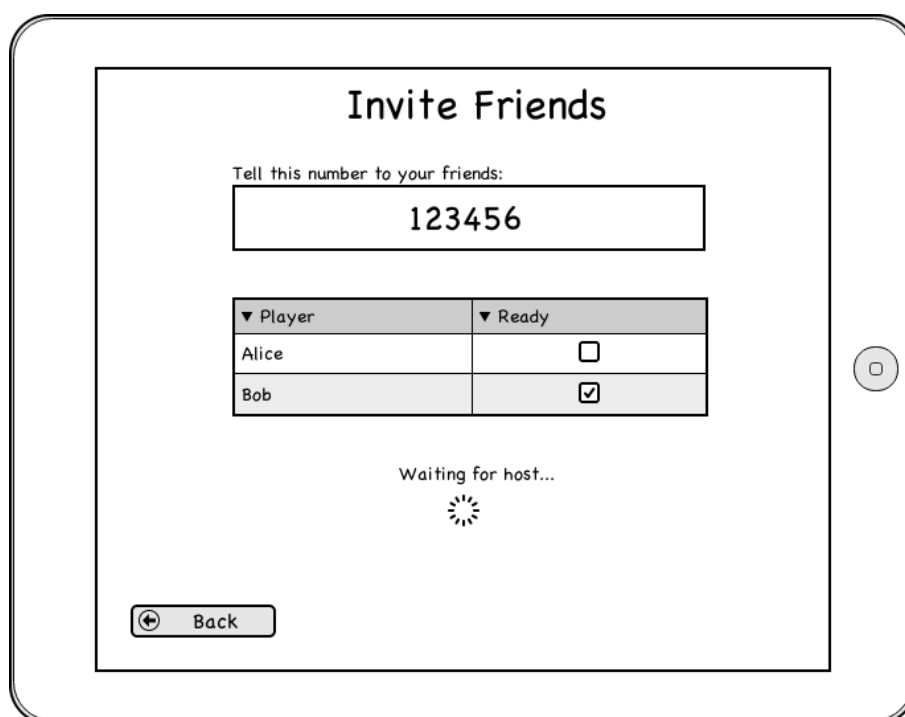 Invite Friends
Tell this number to your friends:
123456
Player Ready
Alice
Bob
Waiting for host...
Back